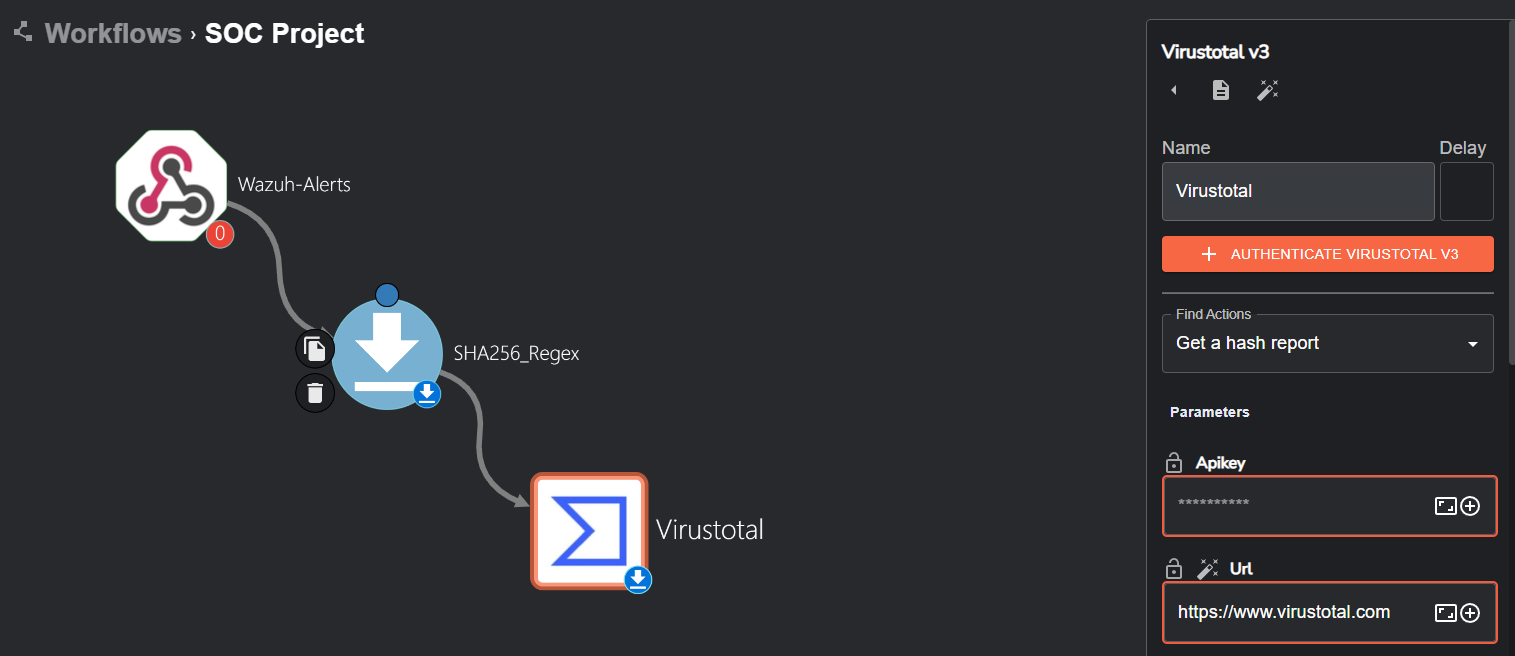 Workflows › SOC Project
Wazuh-Alerts
0
SHA256_Regex
Virustotal
Virustotal v3
Name Delay
Virustotal
+ AUTHENTICATE VIRUSTOTAL V3
Find Actions
Get a hash report
Parameters
Apikey
**********
Url
https://www.virustotal.com